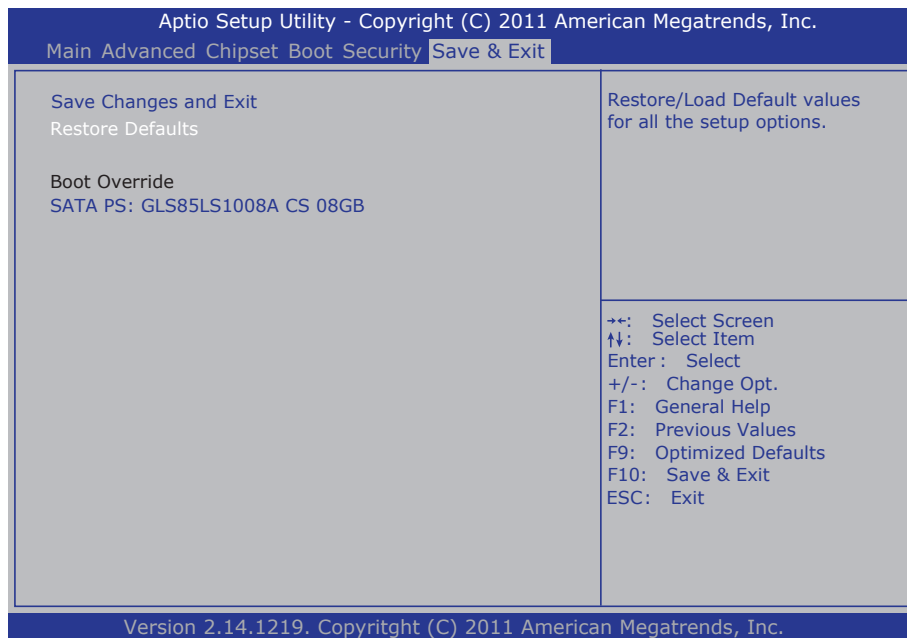 Aptio Setup Utility - Copyright (C) 2011 American Megatrends, Inc.
Main Advanced Chipset Boot Security Save & Exit
Save Changes and Exit
Restore Defaults
Boot Override
SATA PS: GLS85LS1008A CS 08GB
Restore/Load Default values
for all the setup options.
→←: Select Screen
↑↓: Select Item
Enter : Select
+/-: Change Opt.
F1: General Help
F2: Previous Values
F9: Optimized Defaults
F10: Save & Exit
ESC: Exit
Version 2.14.1219. Copyritght (C) 2011 American Megatrends, Inc.